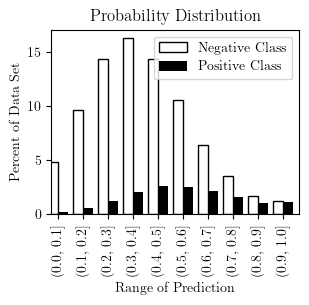 Probability Distribution
Negative Class
Positive Class
Percent of Data Set
15
10
5
0
(0.0, 0.1]
(0.1, 0.2]
(0.2, 0.3]
(0.3, 0.4]
(0.4, 0.5]
(0.5, 0.6]
(0.6, 0.7]
(0.7, 0.8]
(0.8, 0.9]
(0.9, 1.0]
Range of Prediction